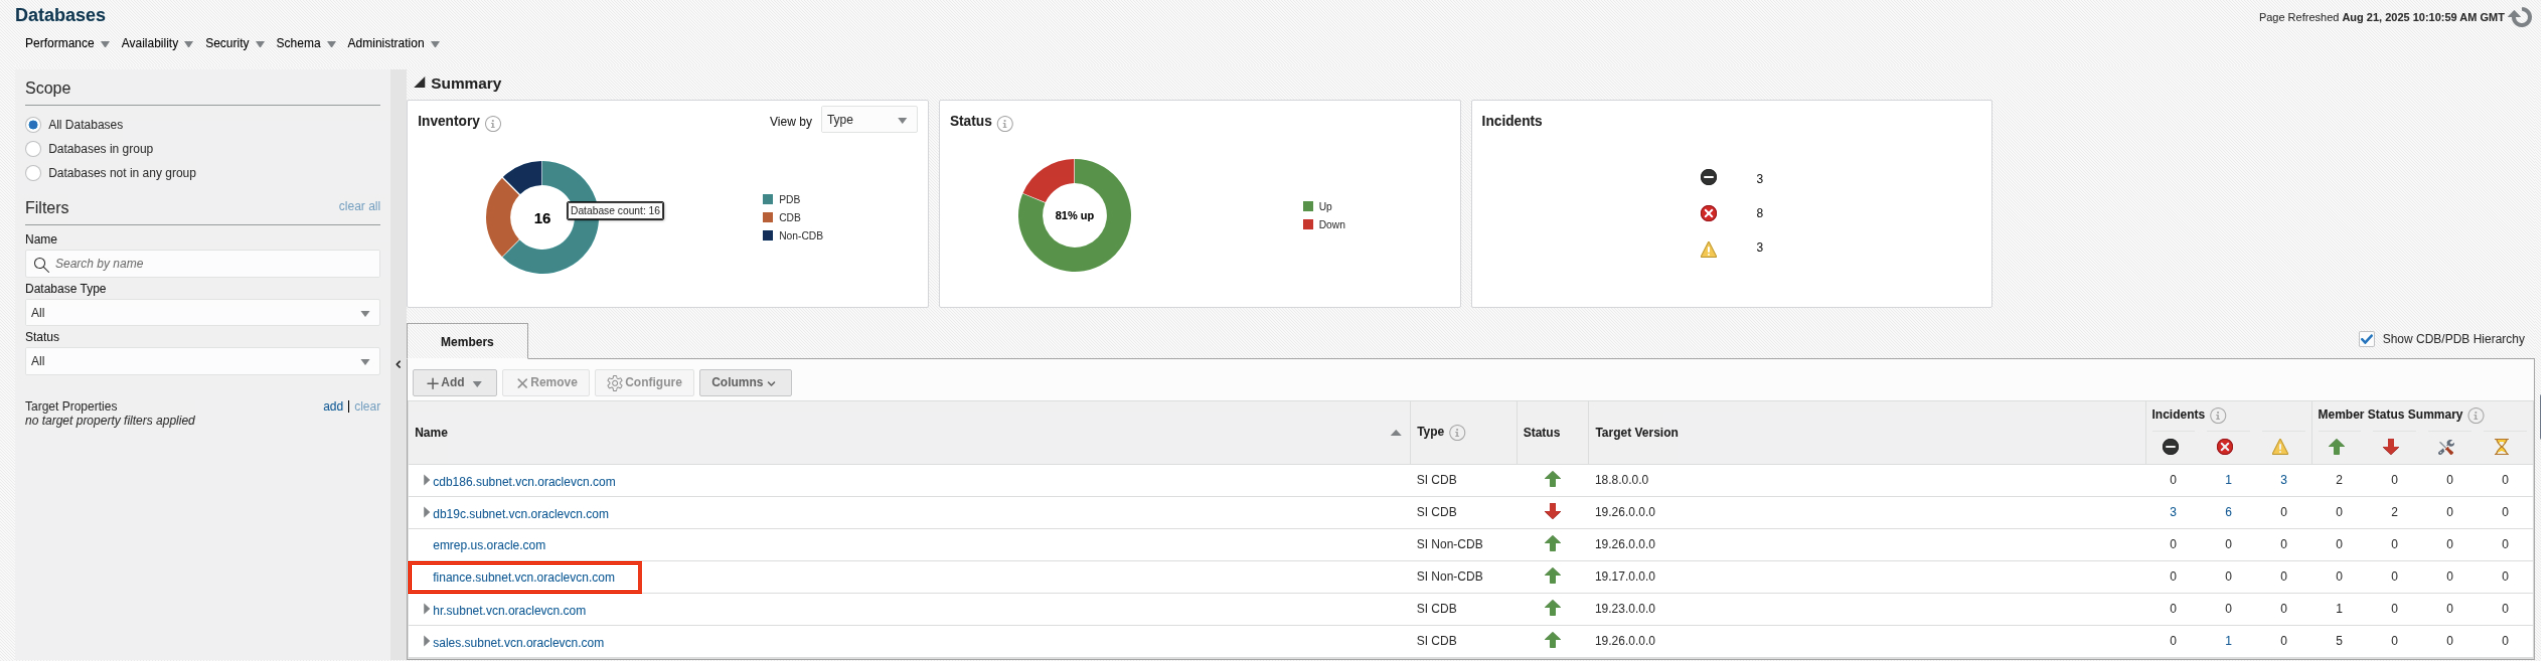 Databases
Page Refreshed Aug 21, 2025 10:10:59 AM GMT
Performance Availability Security Schema Administration
Scope
All Databases
Databases in group
Databases not in any group
Filters clear all
Name
Search by name
Database Type
All
Status
All
Target Properties add | clear
no target property filters applied
Summary
Inventory View by Type
16
Database count: 16
PDB
CDB
Non-CDB
Status
81% up
Up
Down
Incidents
3
8
3
Members
Show CDB/PDB Hierarchy
Add Remove Configure Columns
Name Type Status Target Version Incidents Member Status Summary
cdb186.subnet.vcn.oraclevcn.com SI CDB 18.8.0.0.0 0 1 3 2 0 0 0
db19c.subnet.vcn.oraclevcn.com SI CDB 19.26.0.0.0 3 6 0 0 2 0 0
emrep.us.oracle.com SI Non-CDB 19.26.0.0.0 0 0 0 0 0 0 0
finance.subnet.vcn.oraclevcn.com SI Non-CDB 19.17.0.0.0 0 0 0 0 0 0 0
hr.subnet.vcn.oraclevcn.com SI CDB 19.23.0.0.0 0 0 0 1 0 0 0
sales.subnet.vcn.oraclevcn.com SI CDB 19.26.0.0.0 0 1 0 5 0 0 0